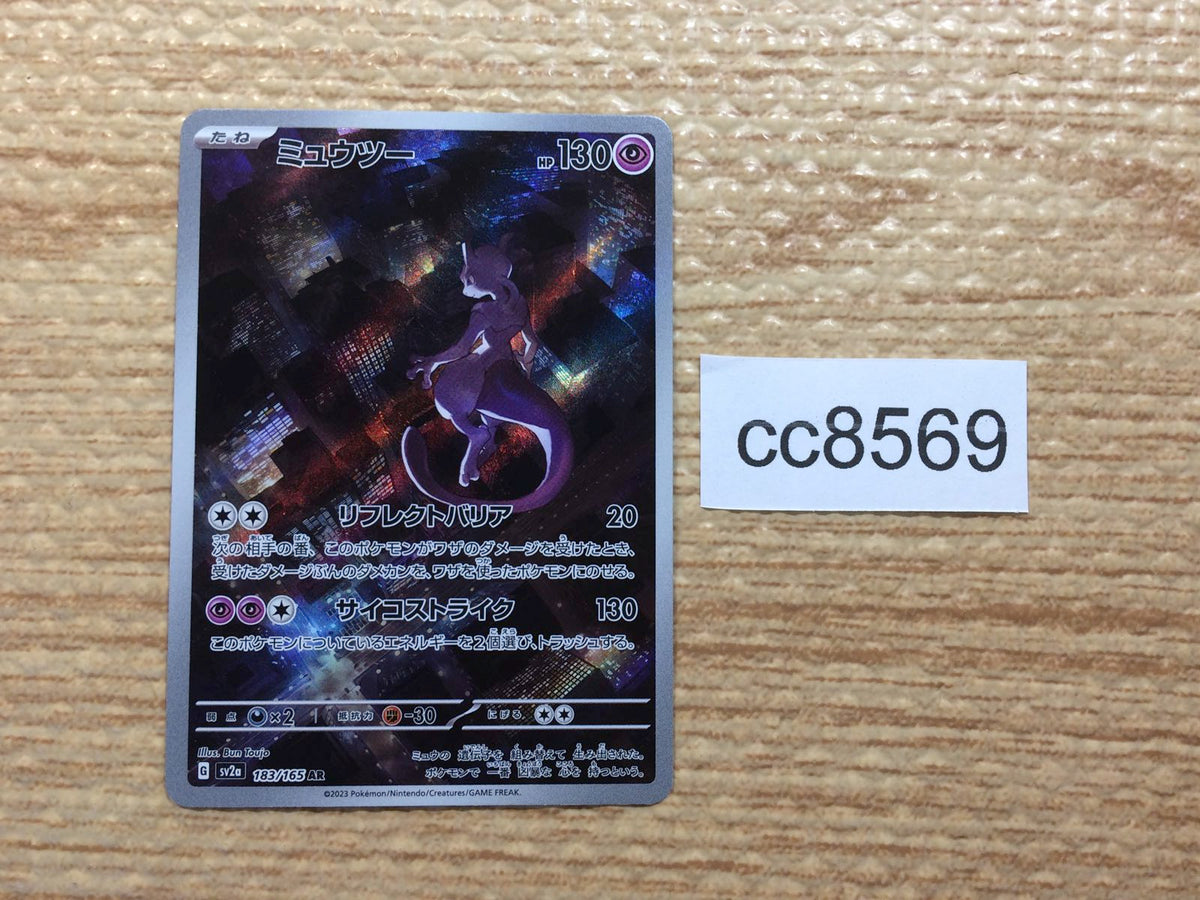 たね ミュウツー HP130
リフレクトバリア 20
次の相手の番、このポケモンがワザのダメージを受けたとき、
受けたダメージぶんのダメカンを、ワザを使ったポケモンにのせる。
サイコストライク 130
このポケモンについているエネルギーを2個選び、トラッシュする。
弱点 ×2 抵抗力 -30 にげる
Illus. Bun Toujo
ミュウの 遺伝子を 組み替えて 生み出された。
ポケモンで 一番 凶暴な 心を 持つという。
G sv2a 183/165 AR
©2023 Pokémon/Nintendo/Creatures/GAME FREAK.
cc8569